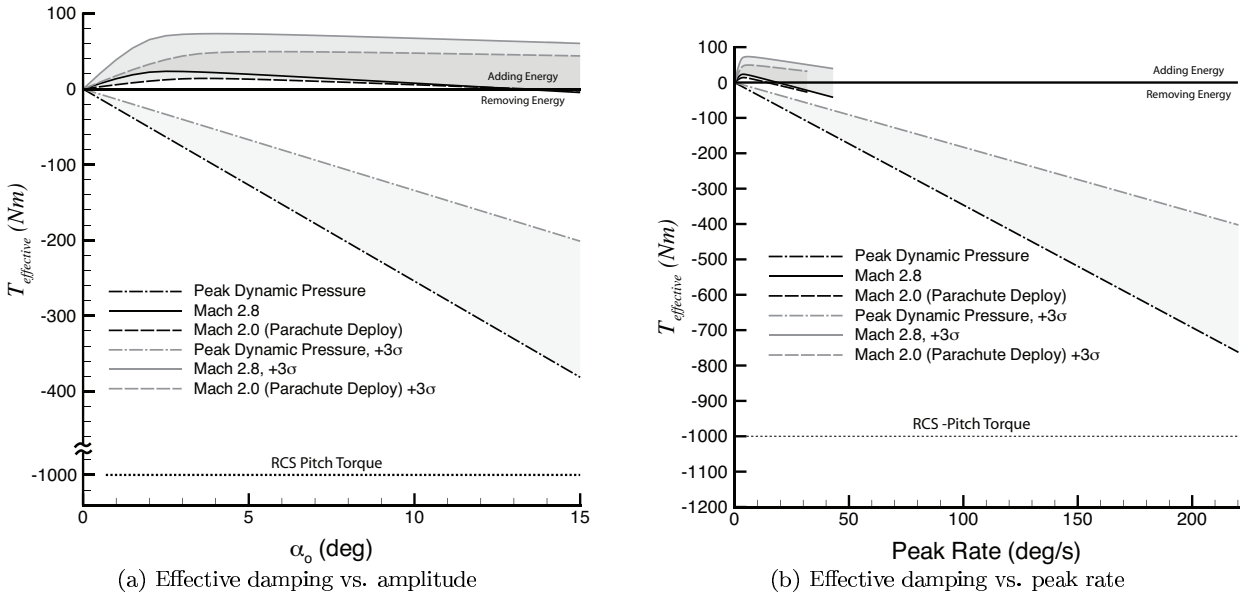 100
0
-100
-200
-300
-400
-1000
T effective (Nm)
Adding Energy
Removing Energy
Peak Dynamic Pressure
Mach 2.8
Mach 2.0 (Parachute Deploy)
Peak Dynamic Pressure, +3σ
Mach 2.8, +3σ
Mach 2.0 (Parachute Deploy) +3σ
RCS Pitch Torque
0 5 10 15
αo (deg)
(a) Effective damping vs. amplitude
100
0
-100
-200
-300
-400
-500
-600
-700
-800
-900
-1000
-1100
-1200
T effective (Nm)
Adding Energy
Removing Energy
Peak Dynamic Pressure
Mach 2.8
Mach 2.0 (Parachute Deploy)
Peak Dynamic Pressure, +3σ
Mach 2.8, +3σ
Mach 2.0 (Parachute Deploy) +3σ
RCS -Pitch Torque
0 50 100 150 200
Peak Rate (deg/s)
(b) Effective damping vs. peak rate